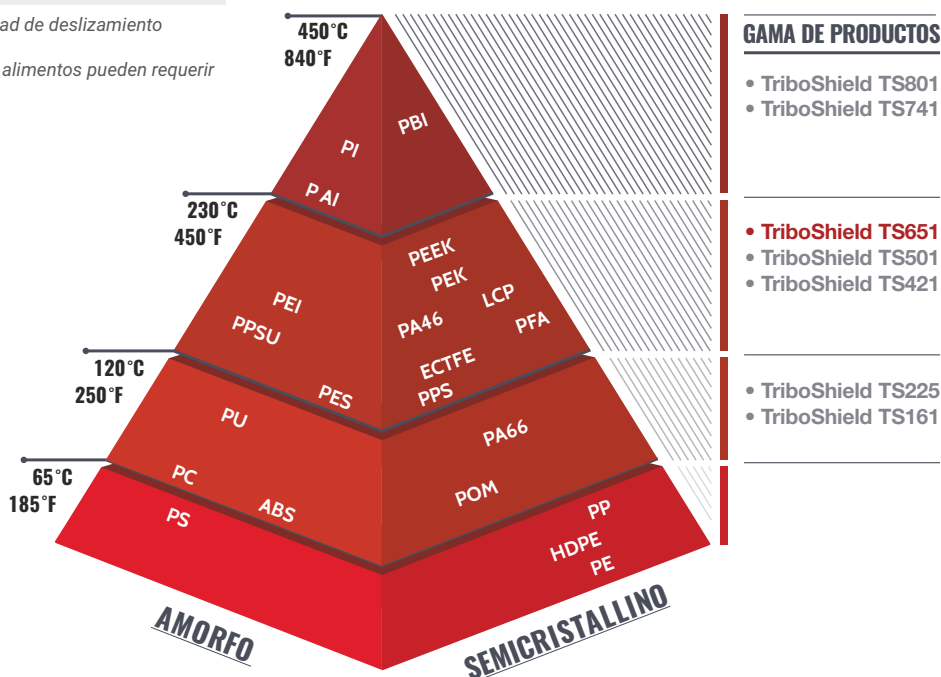 ad de deslizamiento
alimentos pueden requerir
450°C
840°F
PI
PBI
P AI
230°C
450°F
PEI
PPSU
PES
PEEK
PEK
LCP
PA46
PFA
ECTFE
PPS
120°C
250°F
PU
PC
ABS
PA66
POM
65°C
185°F
PS
PP
HDPE
PE
AMORFO
SEMICRISTALLINO
GAMA DE PRODUCTOS
• TriboShield TS801
• TriboShield TS741
• TriboShield TS651
• TriboShield TS501
• TriboShield TS421
• TriboShield TS225
• TriboShield TS161